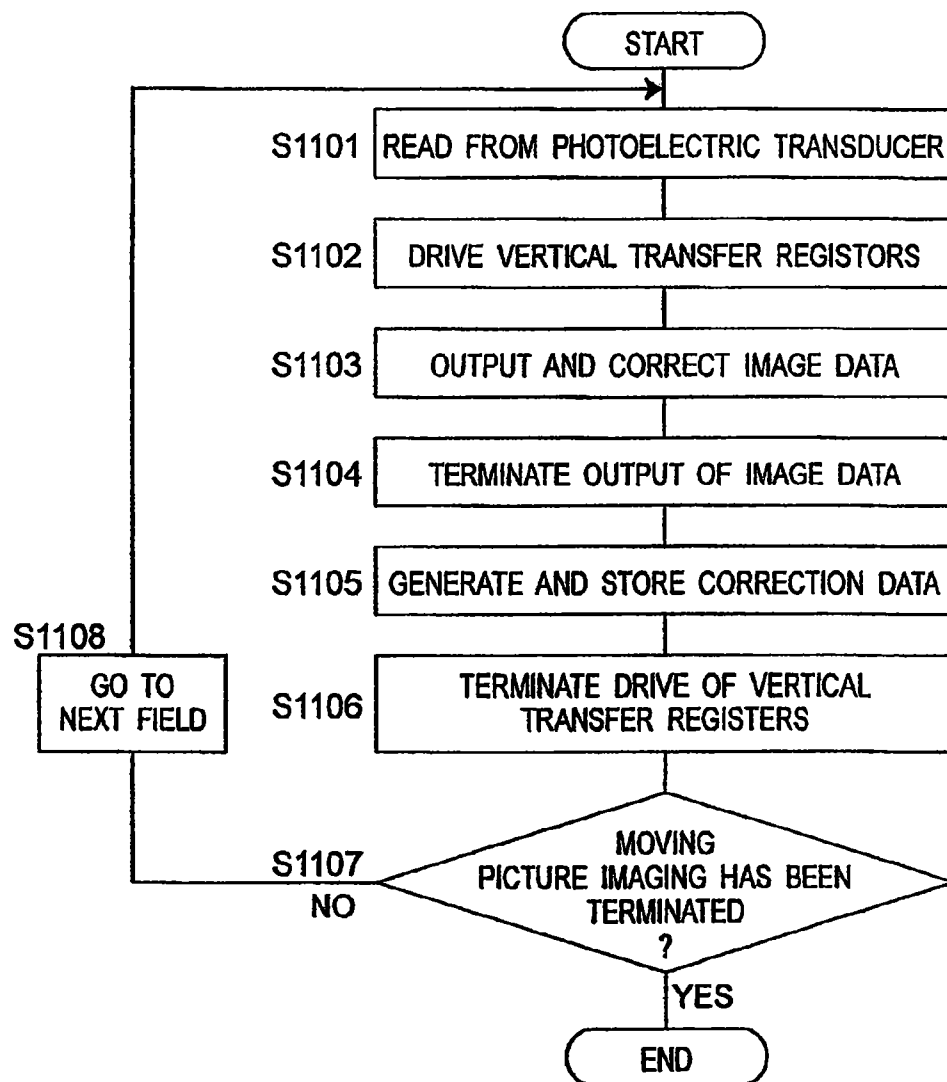 START
S1101
READ FROM PHOTOELECTRIC TRANSDUCER
S1102
DRIVE VERTICAL TRANSFER REGISTORS
S1103
OUTPUT AND CORRECT IMAGE DATA
S1104
TERMINATE OUTPUT OF IMAGE DATA
S1105
GENERATE AND STORE CORRECTION DATA
S1108
GO TO
NEXT FIELD
S1106
TERMINATE DRIVE OF VERTICAL
TRANSFER REGISTERS
S1107
NO
MOVING
PICTURE IMAGING HAS BEEN
TERMINATED
?
YES
END